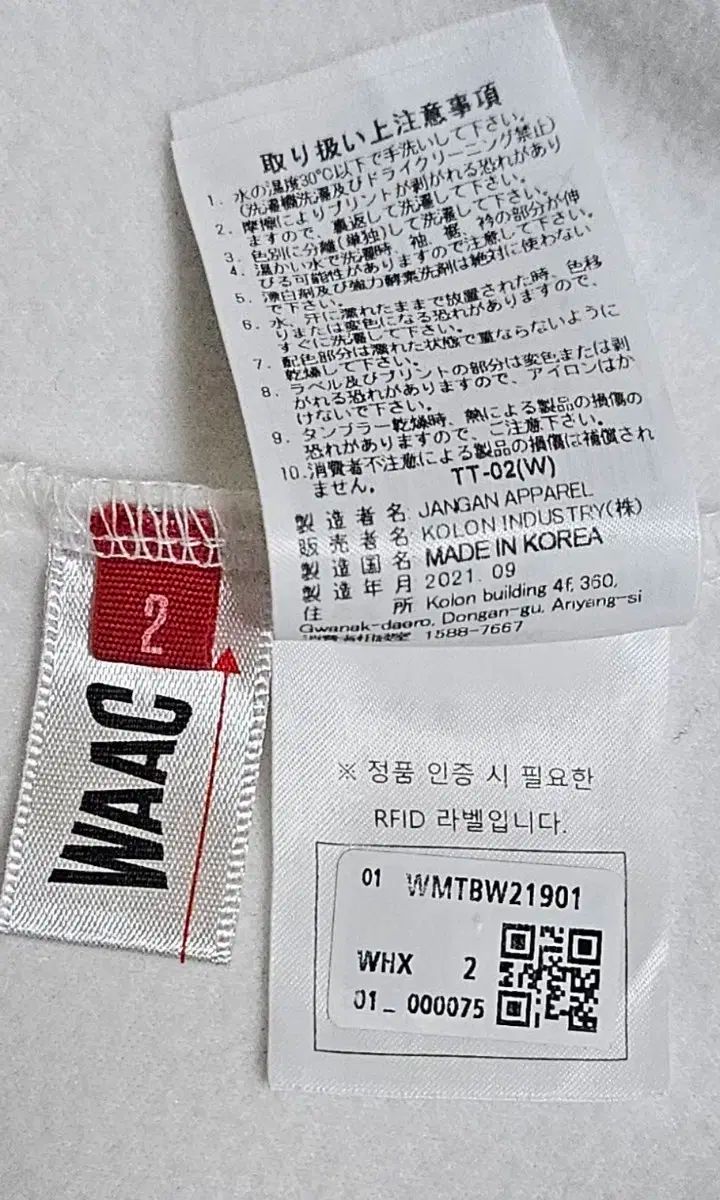 取り扱い上注意事項
1. 水の温度30℃以下で手洗いして下さい。
(洗濯機洗濯及びドライクリーニング禁止)
2. 摩擦によりプリントが剥がれる恐れがあり
ますので、裏返して洗濯して下さい。
3. 色別に分離(単独)して洗濯して下さい。
4. 温かい水で洗濯時、袖、裾、衿の部分が伸
びる可能性がありますので注意して下さい。
5. 漂白剤及び強力酵素洗剤は絶対に使わない
で下さい。
6. 水、汗に濡れたままで放置された時、色移
りまたは変色になる恐れがありますので、
すぐに洗濯して下さい。
7. 配色部分は濡れた状態で重ならないように
乾燥して下さい。
8. ラベル及びプリントの部分は変色または剥
がれる恐れがありますので、アイロンはか
けないで下さい。
9. タンブラー乾燥時、熱による製品の損傷の
恐れがありますので、ご注意下さい。
10.消費者不注意による製品の損傷は補償され
ません。
TT-02(W)
製造者名 JANGAN APPAREL
販売者名 KOLON INDUSTRY(株)
製造国名 MADE IN KOREA
製造年月 2021. 09
住 所 Kolon building 4f, 360,
Gwanak-daero, Dongan-gu, Anyang-si
1588-7667
2
WAAC
※ 정품 인증 시 필요한
RFID 라벨입니다.
01 WMTBW21901
WHX 2
01_ 000075